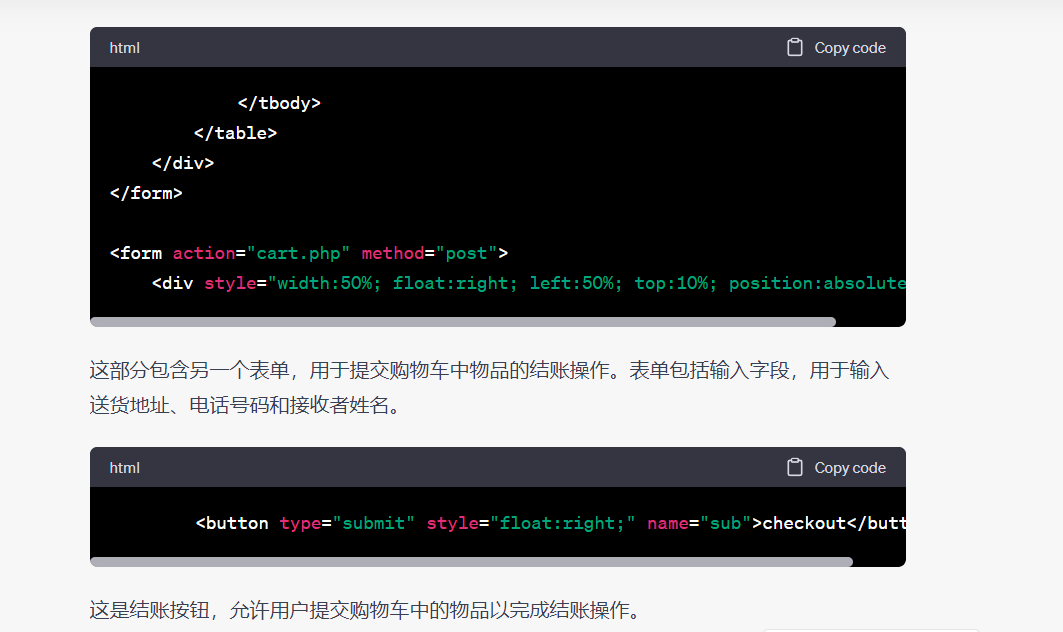 html
Copy code
</tbody>
</table>
</div>
</form>
<form action="cart.php" method="post">
<div style="width:50%; float:right; left:50%; top:10%; position:absolute
这部分包含另一个表单，用于提交购物车中物品的结账操作。表单包括输入字段，用于输入
送货地址、电话号码和接收者姓名。
html
Copy code
<button type="submit" style="float:right;" name="sub">checkout</butt
这是结账按钮，允许用户提交购物车中的物品以完成结账操作。